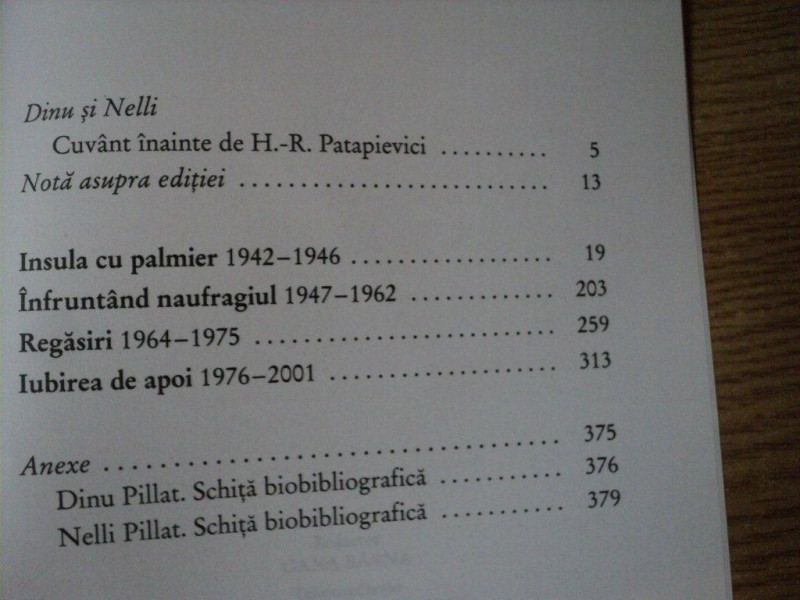 Dinu și Nelli
Cuvânt înainte de H.-R. Patapievici .......... 5
Notă asupra ediției ............................ 13
Insula cu palmier 1942–1946 .................. 19
Înfruntând naufragiul 1947–1962 ............. 203
Regăsiri 1964–1975 ........................... 259
Iubirea de apoi 1976–2001 .................... 313
Anexe .......................................... 375
Dinu Pillat. Schiță biobibliografică ........... 376
Nelli Pillat. Schiță biobibliografică ........... 379